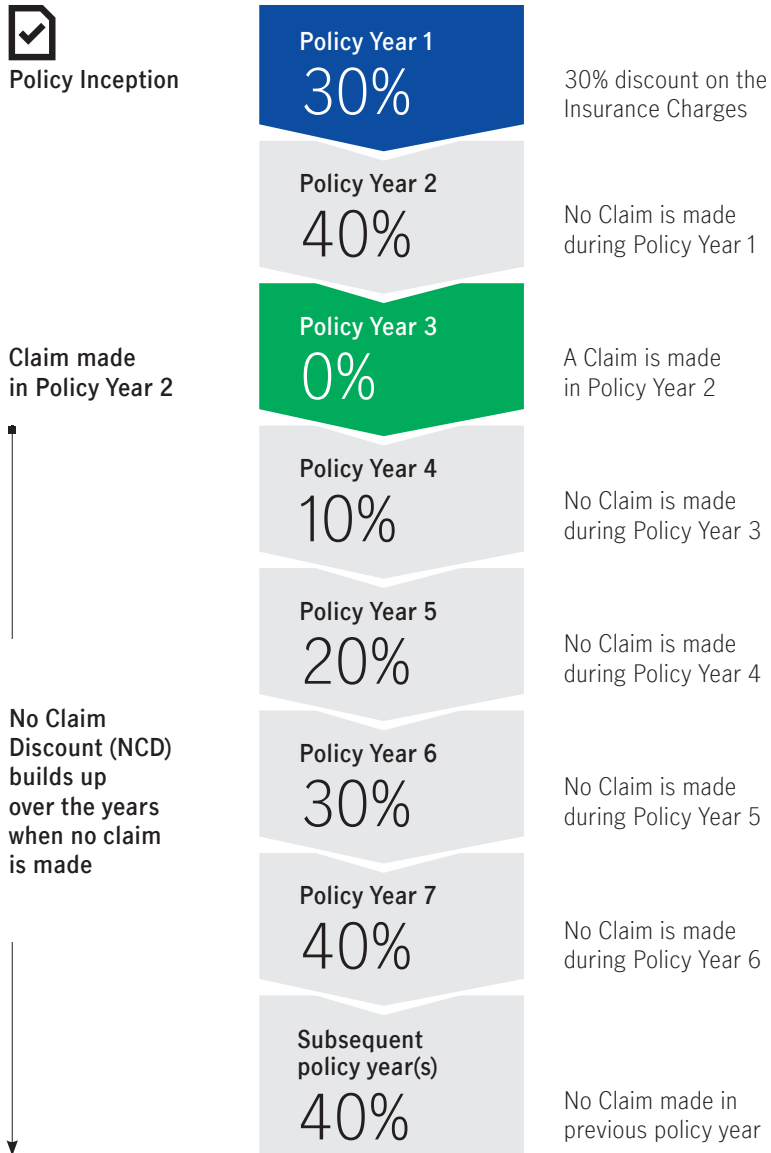 Policy Inception
Policy Year 1
30%
30% discount on the
Insurance Charges
Policy Year 2
40%
No Claim is made
during Policy Year 1
Claim made
in Policy Year 2
Policy Year 3
0%
A Claim is made
in Policy Year 2
Policy Year 4
10%
No Claim is made
during Policy Year 3
Policy Year 5
20%
No Claim is made
during Policy Year 4
No Claim
Discount (NCD)
builds up
over the years
when no claim
is made
Policy Year 6
30%
No Claim is made
during Policy Year 5
Policy Year 7
40%
No Claim is made
during Policy Year 6
Subsequent
policy year(s)
40%
No Claim made in
previous policy year